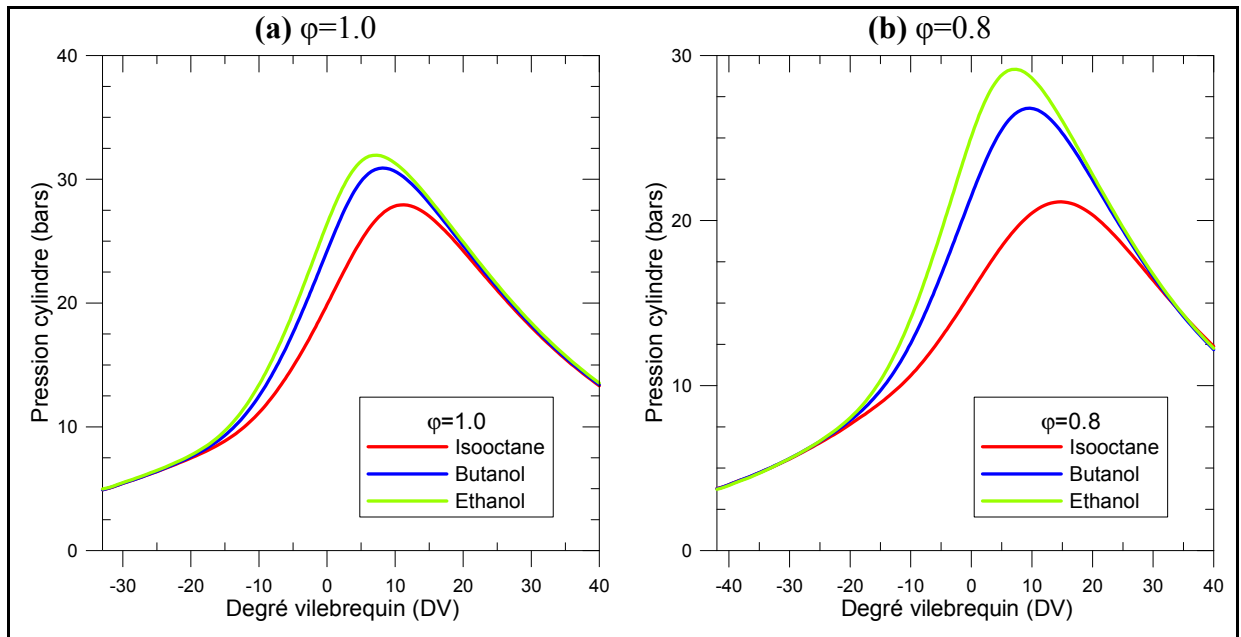 (a) φ=1.0
40
30
20
10
0
Pression cylindre (bars)
-30 -20 -10 0 10 20 30 40
Degré vilebrequin (DV)
φ=1.0
Isooctane
Butanol
Ethanol
(b) φ=0.8
30
20
10
0
Pression cylindre (bars)
-40 -30 -20 -10 0 10 20 30 40
Degré vilebrequin (DV)
φ=0.8
Isooctane
Butanol
Ethanol